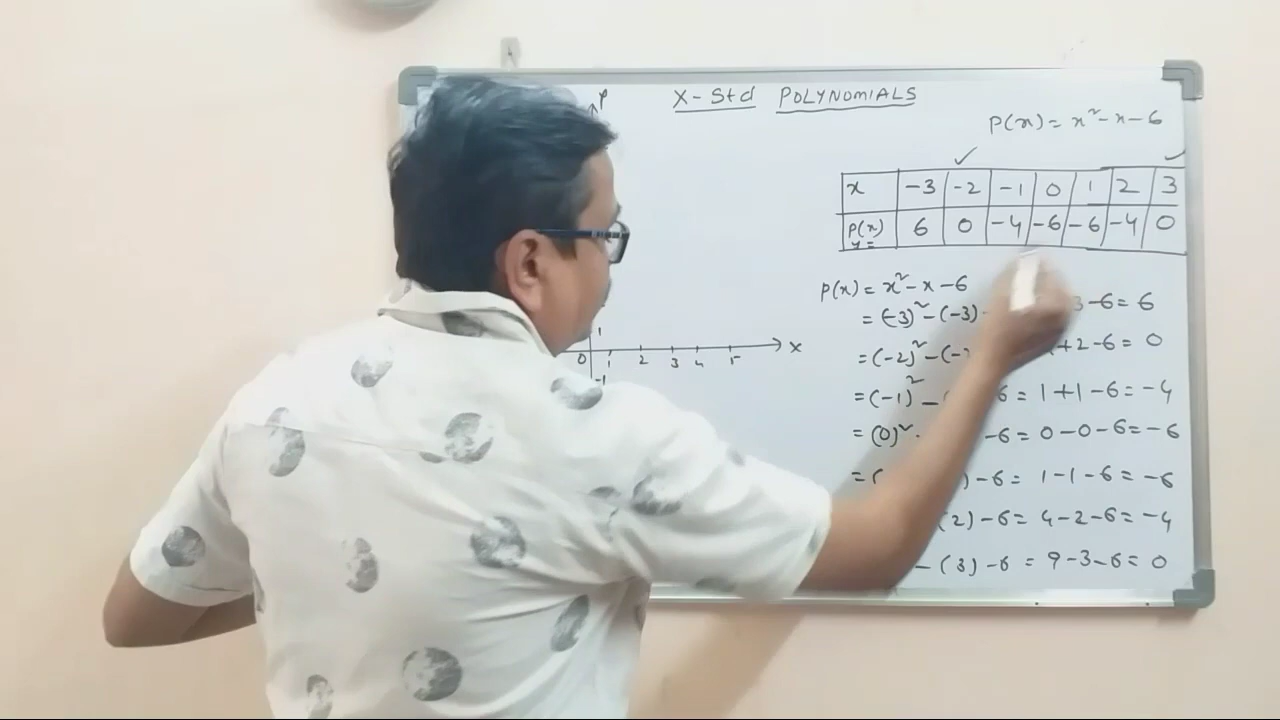 X-Std POLYNOMIALS
P(x) = x² - x - 6
x -3 -2 -1 0 1 2 3
P(x) 6 0 -4 -6 -6 -4 0
y =
P(x) = x² - x - 6
= (-3)² - (-3) - 3 - 6 = 6
= (-2)² - (- + 2 - 6 = 0
= (-1)² - 6 = 1 + 1 - 6 = -4
= (0)² - 6 = 0 - 0 - 6 = -6
= ( ) - 6 = 1 - 1 - 6 = -6
(2) - 6 = 4 - 2 - 6 = -4
- (3) - 6 = 9 - 3 - 6 = 0
Y
1
0 1 2 3 4 5 X
-1